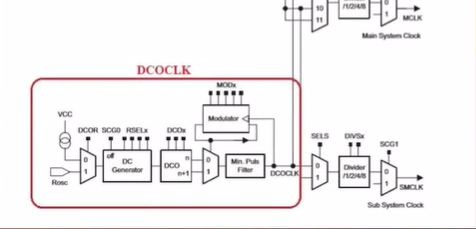 10
11
/1/2/4/8
0
1
MCLK
Main System Clock
DCOCLK
MODx
Modulator
VCC
DCOR SCG0 RSELx
DCOx
off
0
1
DC
Generator
DCO
n
n+1
0
1
Min. Puls
Filter
DCOCLK
Rosc
SELS
DIVSx
SCG1
0
1
Divider
/1/2/4/8
0
1
SMCLK
Sub System Clock